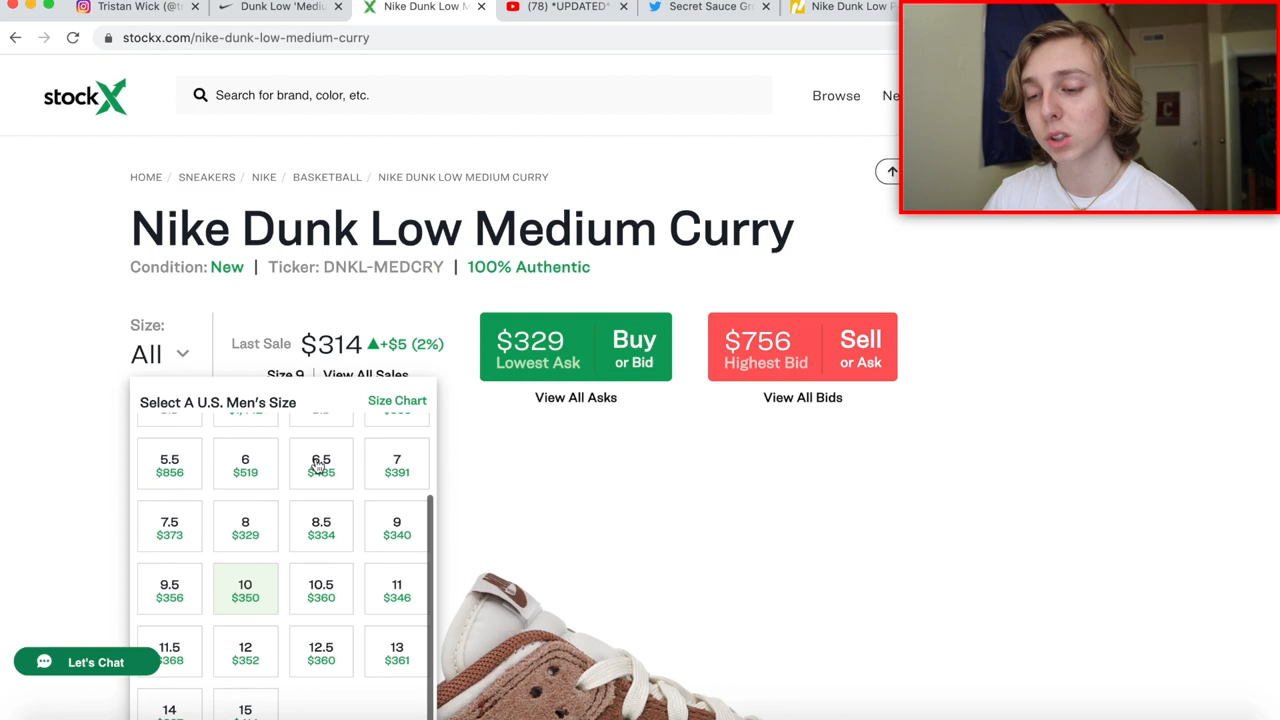 Tristan Wick (@t
Dunk Low 'Medi
Nike Dunk Low M
(78) *UPDATED*
Secret Sauce Gr
Nike Dunk Low
stockx.com/nike-dunk-low-medium-curry
stockX
Search for brand, color, etc.
Browse
HOME / SNEAKERS / NIKE / BASKETBALL / NIKE DUNK LOW MEDIUM CURRY
Nike Dunk Low Medium Curry
Condition: New | Ticker: DNKL-MEDCRY | 100% Authentic
Size:
All
Last Sale $314 ▲+$5 (2%)
Size 9 | View All Sales
$329 Buy
Lowest Ask or Bid
View All Asks
$756 Sell
Highest Bid or Ask
View All Bids
Select A U.S. Men's Size Size Chart
5.5 6 6.5 7
$856 $519 $391
7.5 8 8.5 9
$373 $329 $334 $340
9.5 10 10.5 11
$356 $350 $360 $346
11.5 12 12.5 13
$368 $352 $360 $361
14 15
Let's Chat
C